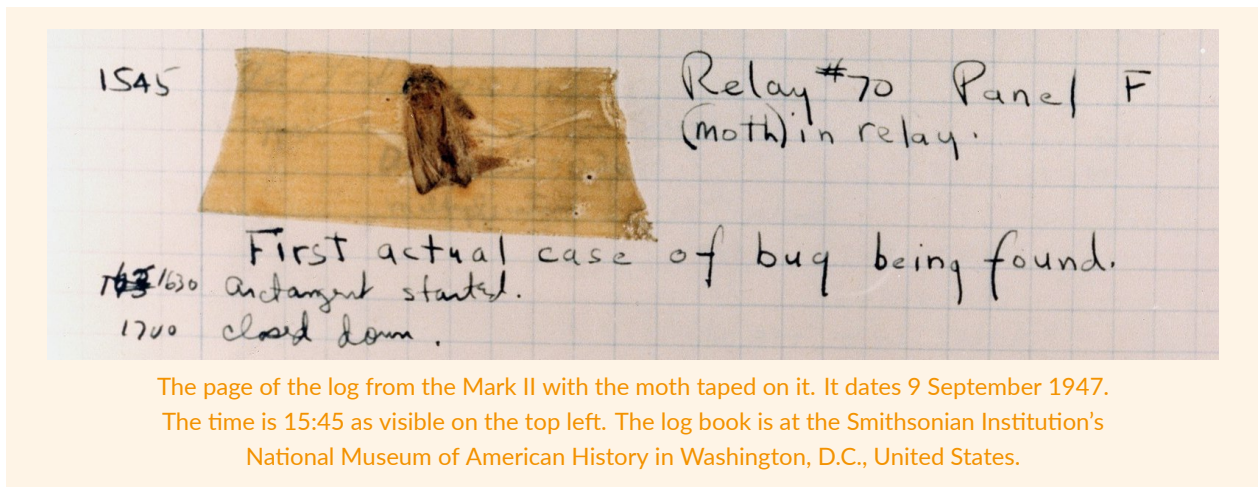 1545
Relay #70 Panel F
(moth) in relay.
First actual case of bug being found.
1630 arctangent started.
1700 closed down.
The page of the log from the Mark II with the moth taped on it. It dates 9 September 1947.
The time is 15:45 as visible on the top left. The log book is at the Smithsonian Institution's
National Museum of American History in Washington, D.C., United States.